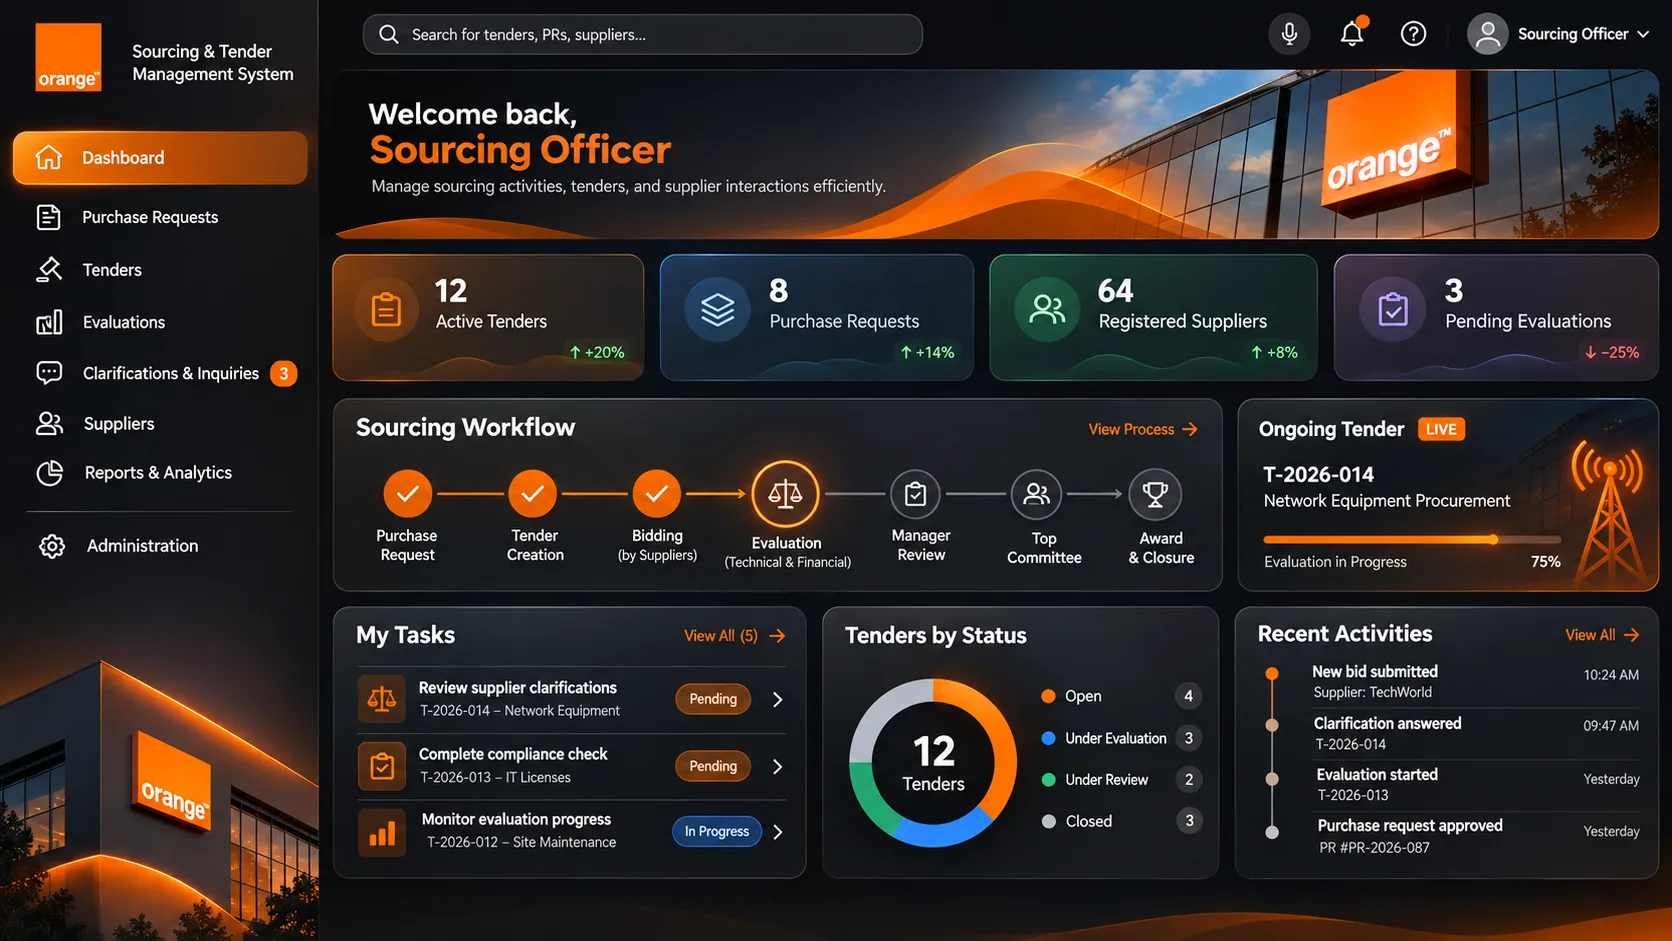 orange™
Sourcing & Tender
Management System
Search for tenders, PRs, suppliers...
Sourcing Officer
Dashboard
Purchase Requests
Tenders
Evaluations
Clarifications & Inquiries 3
Suppliers
Reports & Analytics
Administration
orange™
Welcome back,
Sourcing Officer
Manage sourcing activities, tenders, and supplier interactions efficiently.
orange™
12
Active Tenders
↑ +20%
8
Purchase Requests
↑ +14%
64
Registered Suppliers
↑ +8%
3
Pending Evaluations
↓ −25%
Sourcing Workflow
View Process →
Purchase
Request
Tender
Creation
Bidding
(by Suppliers)
Evaluation
(Technical & Financial)
Manager
Review
Top
Committee
Award
& Closure
Ongoing Tender LIVE
T-2026-014
Network Equipment Procurement
Evaluation in Progress 75%
My Tasks
View All (5) →
Review supplier clarifications
T-2026-014 – Network Equipment
Pending
Complete compliance check
T-2026-013 – IT Licenses
Pending
Monitor evaluation progress
T-2026-012 – Site Maintenance
In Progress
Tenders by Status
12
Tenders
Open 4
Under Evaluation 3
Under Review 2
Closed 3
Recent Activities
View All →
New bid submitted 10:24 AM
Supplier: TechWorld
Clarification answered 09:47 AM
T-2026-014
Evaluation started Yesterday
T-2026-013
Purchase request approved Yesterday
PR #PR-2026-087